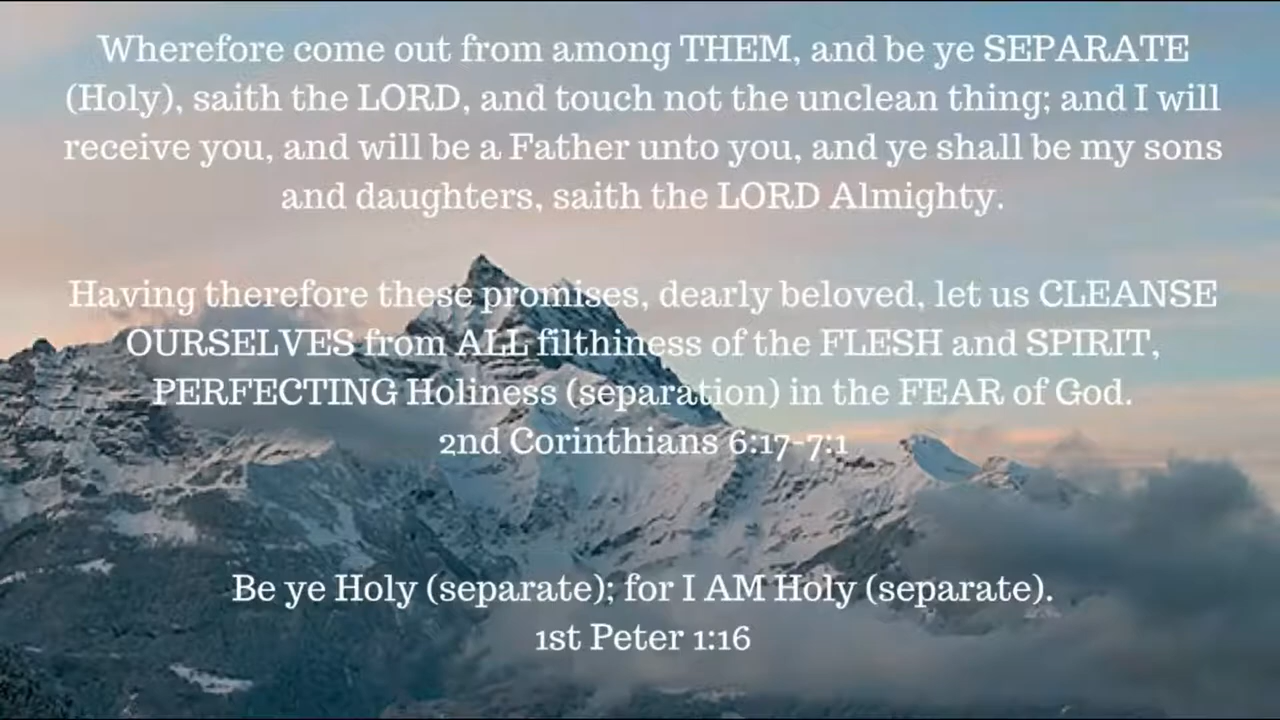 Wherefore come out from among THEM, and be ye SEPARATE
(Holy), saith the LORD, and touch not the unclean thing; and I will
receive you, and will be a Father unto you, and ye shall be my sons
and daughters, saith the LORD Almighty.
Having therefore these promises, dearly beloved, let us CLEANSE
OURSELVES from ALL filthiness of the FLESH and SPIRIT,
PERFECTING Holiness (separation) in the FEAR of God.
2nd Corinthians 6:17-7:1
Be ye Holy (separate); for I AM Holy (separate).
1st Peter 1:16